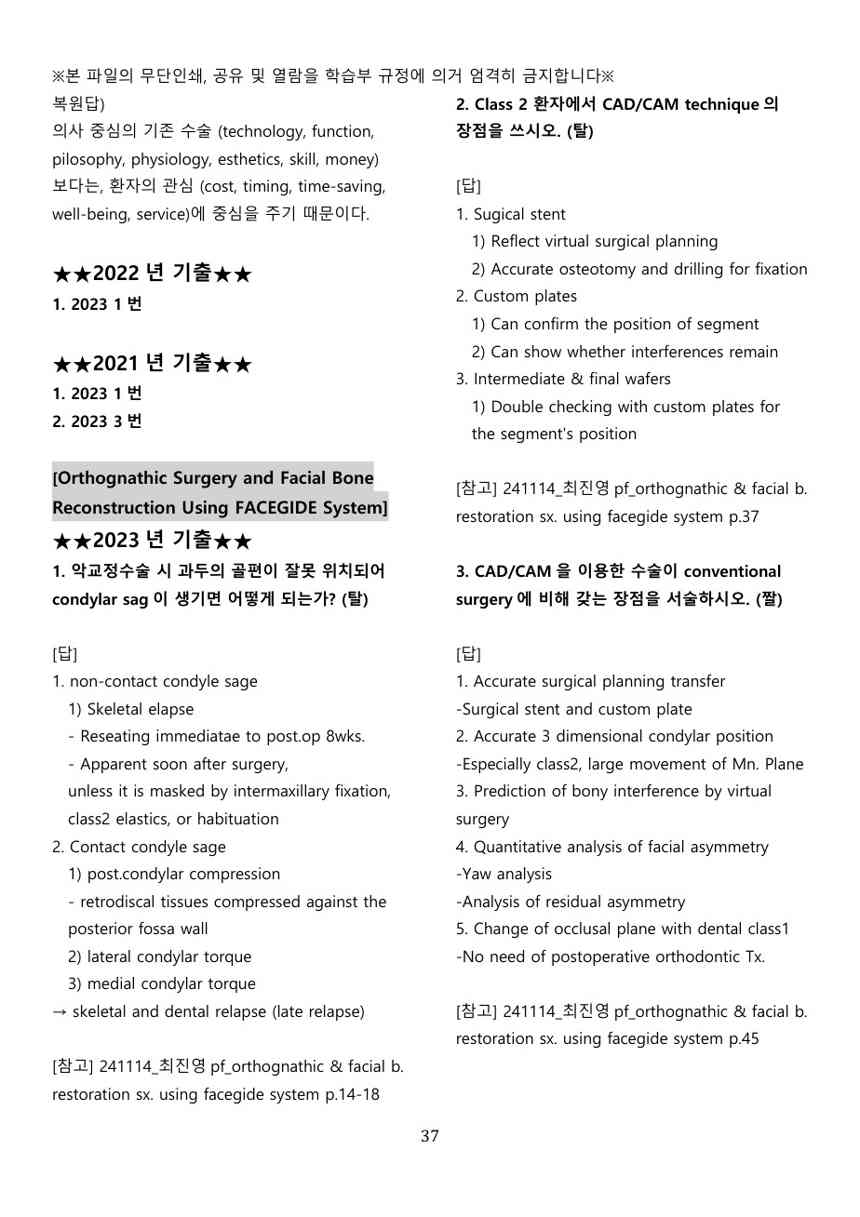 ※본 파일의 무단인쇄, 공유 및 열람을 학습부 규정에 의거 엄격히 금지합니다※
복원답)
의사 중심의 기존 수술 (technology, function,
pilosophy, physiology, esthetics, skill, money)
보다는, 환자의 관심 (cost, timing, time-saving,
well-being, service)에 중심을 주기 때문이다.
★★2022 년 기출★★
1. 2023 1 번
★★2021 년 기출★★
1. 2023 1 번
2. 2023 3 번
[Orthognathic Surgery and Facial Bone
Reconstruction Using FACEGIDE System]
★★2023 년 기출★★
1. 악교정수술 시 과두의 골편이 잘못 위치되어
condylar sag 이 생기면 어떻게 되는가? (탈)
[답]
1. non-contact condyle sage
1) Skeletal elapse
- Reseating immediatae to post.op 8wks.
- Apparent soon after surgery,
unless it is masked by intermaxillary fixation,
class2 elastics, or habituation
2. Contact condyle sage
1) post.condylar compression
- retrodiscal tissues compressed against the
posterior fossa wall
2) lateral condylar torque
3) medial condylar torque
→ skeletal and dental relapse (late relapse)
[참고] 241114_최진영 pf_orthognathic & facial b.
restoration sx. using facegide system p.14-18
2. Class 2 환자에서 CAD/CAM technique 의
장점을 쓰시오. (탈)
[답]
1. Sugical stent
1) Reflect virtual surgical planning
2) Accurate osteotomy and drilling for fixation
2. Custom plates
1) Can confirm the position of segment
2) Can show whether interferences remain
3. Intermediate & final wafers
1) Double checking with custom plates for
the segment's position
[참고] 241114_최진영 pf_orthognathic & facial b.
restoration sx. using facegide system p.37
3. CAD/CAM 을 이용한 수술이 conventional
surgery 에 비해 갖는 장점을 서술하시오. (짤)
[답]
1. Accurate surgical planning transfer
-Surgical stent and custom plate
2. Accurate 3 dimensional condylar position
-Especially class2, large movement of Mn. Plane
3. Prediction of bony interference by virtual
surgery
4. Quantitative analysis of facial asymmetry
-Yaw analysis
-Analysis of residual asymmetry
5. Change of occlusal plane with dental class1
-No need of postoperative orthodontic Tx.
[참고] 241114_최진영 pf_orthognathic & facial b.
restoration sx. using facegide system p.45
37